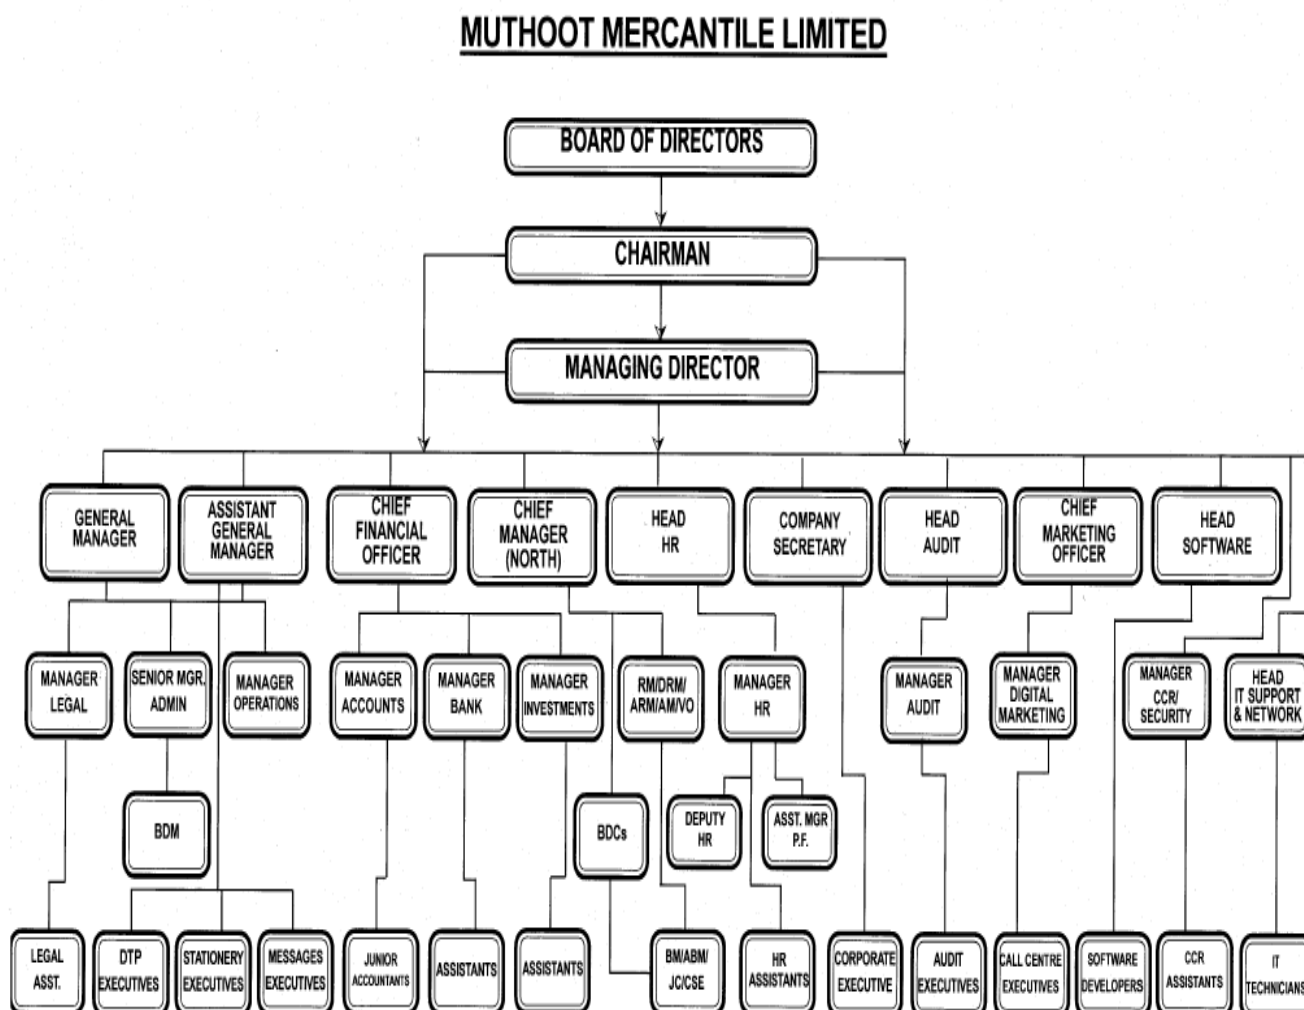 MUTHOOT MERCANTILE LIMITED
BOARD OF DIRECTORS
CHAIRMAN
MANAGING DIRECTOR
GENERAL
MANAGER
ASSISTANT
GENERAL
MANAGER
CHIEF
FINANCIAL
OFFICER
CHIEF
MANAGER
(NORTH)
HEAD
HR
COMPANY
SECRETARY
HEAD
AUDIT
CHIEF
MARKETING
OFFICER
HEAD
SOFTWARE
MANAGER
LEGAL
SENIOR MGR.
ADMIN
MANAGER
OPERATIONS
MANAGER
ACCOUNTS
MANAGER
BANK
MANAGER
INVESTMENTS
RM/DRM/
ARM/AM/VO
MANAGER
HR
MANAGER
AUDIT
MANAGER
DIGITAL
MARKETING
MANAGER
CCR/
SECURITY
HEAD
IT SUPPORT
& NETWORK
BDM
BDCs
DEPUTY
HR
ASST. MGR
P.F.
LEGAL
ASST.
DTP
EXECUTIVES
STATIONERY
EXECUTIVES
MESSAGES
EXECUTIVES
JUNIOR
ACCOUNTANTS
ASSISTANTS
ASSISTANTS
BM/ABM/
JC/CSE
HR
ASSISTANTS
CORPORATE
EXECUTIVE
AUDIT
EXECUTIVES
CALL CENTRE
EXECUTIVES
SOFTWARE
DEVELOPERS
CCR
ASSISTANTS
IT
TECHNICIANS